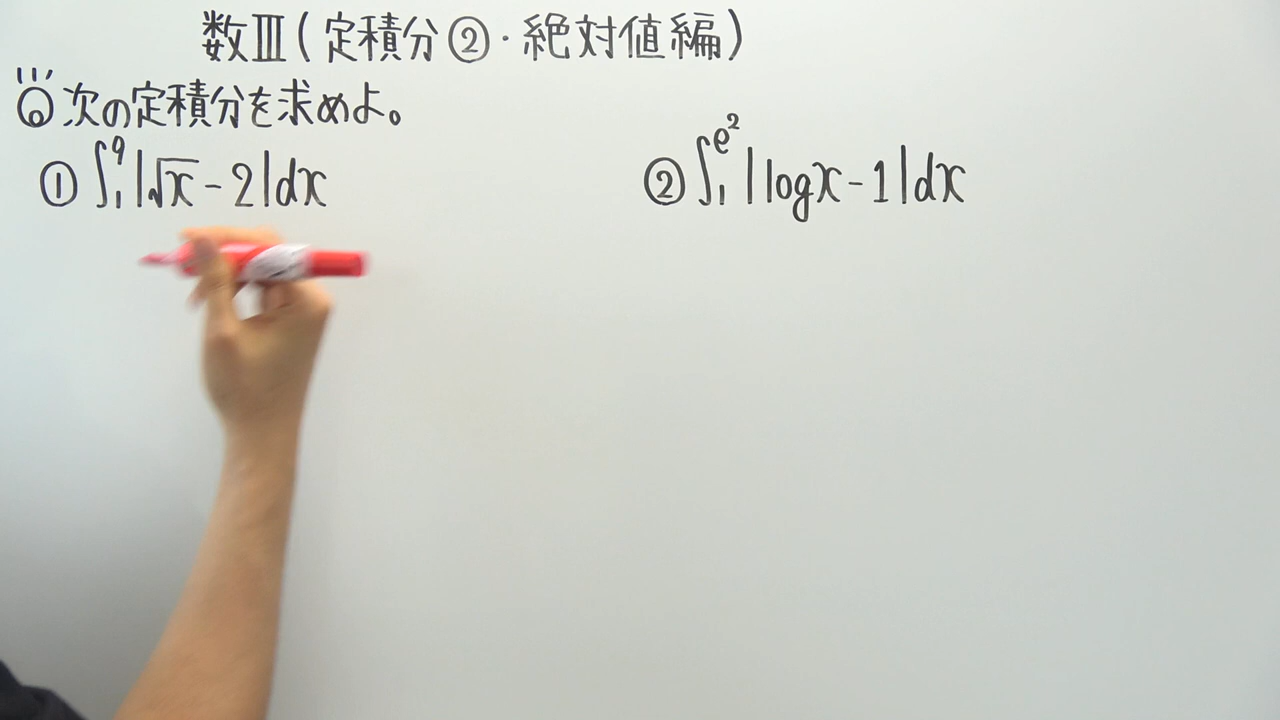 数Ⅲ(定積分②・絶対値編)
◎次の定積分を求めよ。
① ∫₁⁹|√x-2|dx
② ∫₁^{e²}|logx-1|dx